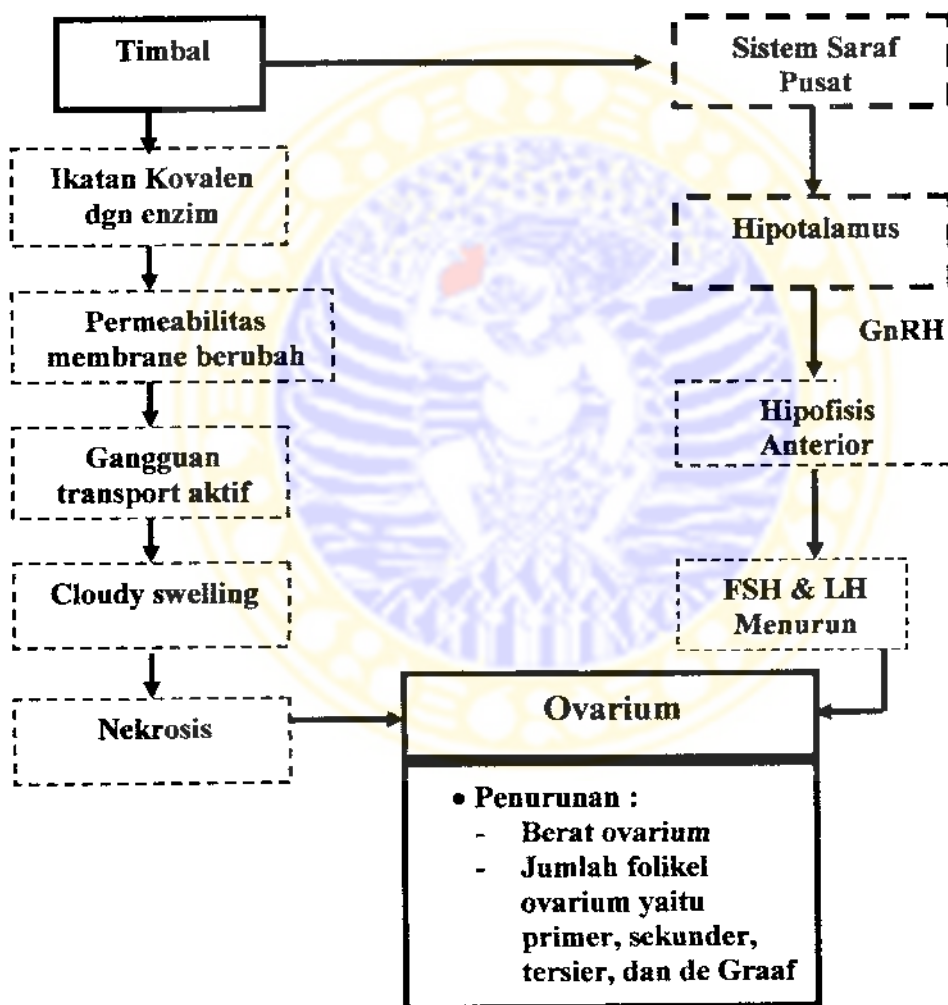 Timbal
Sistem Saraf
Pusat
Ikatan Kovalen
dgn enzim
Hipotalamus
Permeabilitas
membrane berubah
GnRH
Hipofisis
Anterior
Gangguan
transport aktif
Cloudy swelling
FSH & LH
Menurun
Nekrosis
Ovarium
• Penurunan :
- Berat ovarium
- Jumlah folikel
ovarium yaitu
primer, sekunder,
tersier, dan de Graaf